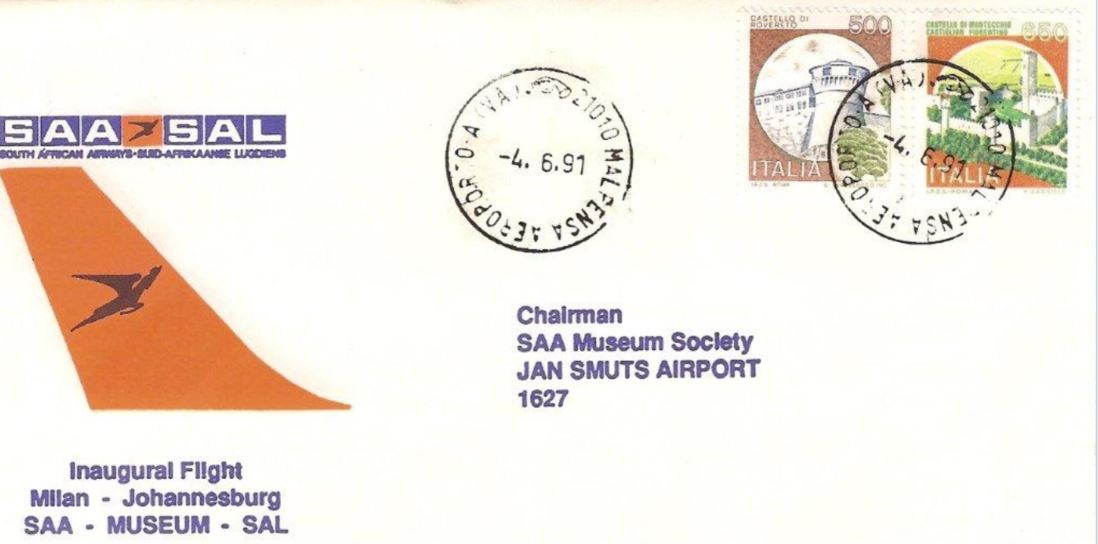 SAA SAL
SOUTH AFRICAN AIRWAYS·SUID-AFRIKAANSE LUGDIENS
Inaugural Flight
Milan - Johannesburg
SAA - MUSEUM - SAL
21010 MALPENSA AEROPORTO-A (VA).
-4. 6.91
CASTELLO DI
ROVERETO
500
ITALIA
I.P.Z.S. ROMA
CASTELLO DI MONTECCHIO
CASTIGLION FIORENTINO
650
ITALIA
I.P.Z.S. ROMA
21010 MALPENSA AEROPORTO-A (VA).
-4. 6.91
Chairman
SAA Museum Society
JAN SMUTS AIRPORT
1627